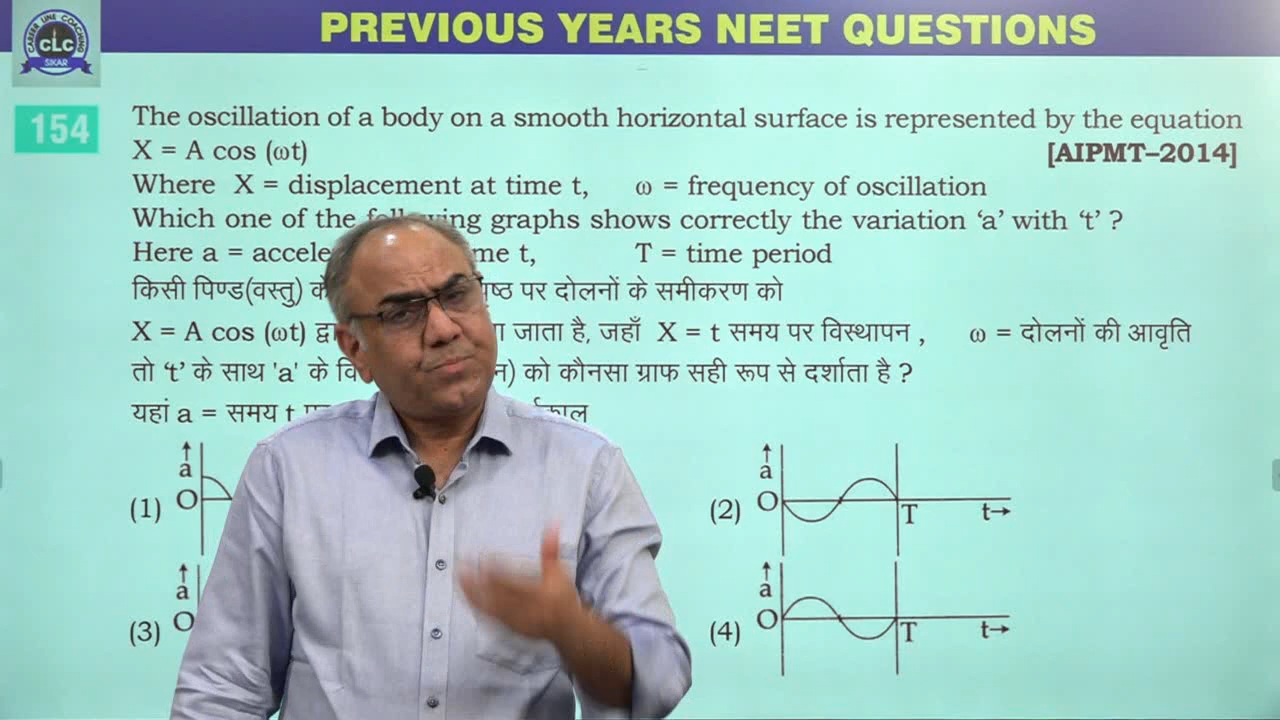 PREVIOUS YEARS NEET QUESTIONS
CAREER LINE COACHING
CLC
SIKAR
154
The oscillation of a body on a smooth horizontal surface is represented by the equation
X = A cos (ωt) [AIPMT–2014]
Where X = displacement at time t, ω = frequency of oscillation
Which one of the graphs shows correctly the variation ‘a’ with ‘t’ ?
Here a = t, T = time period
किसी पिण्ड(वस्तु) पर दोलनों के समीकरण को
X = A cos (ωt) जाता है, जहाँ X = t समय पर विस्थापन , ω = दोलनों की आवृति
तो ‘t’ के साथ 'a' के को कौनसा ग्राफ सही रूप से दर्शाता है ?
यहां a = समय t
(1) a O
(2) a O T t→
(3) a O
(4) a O T t→